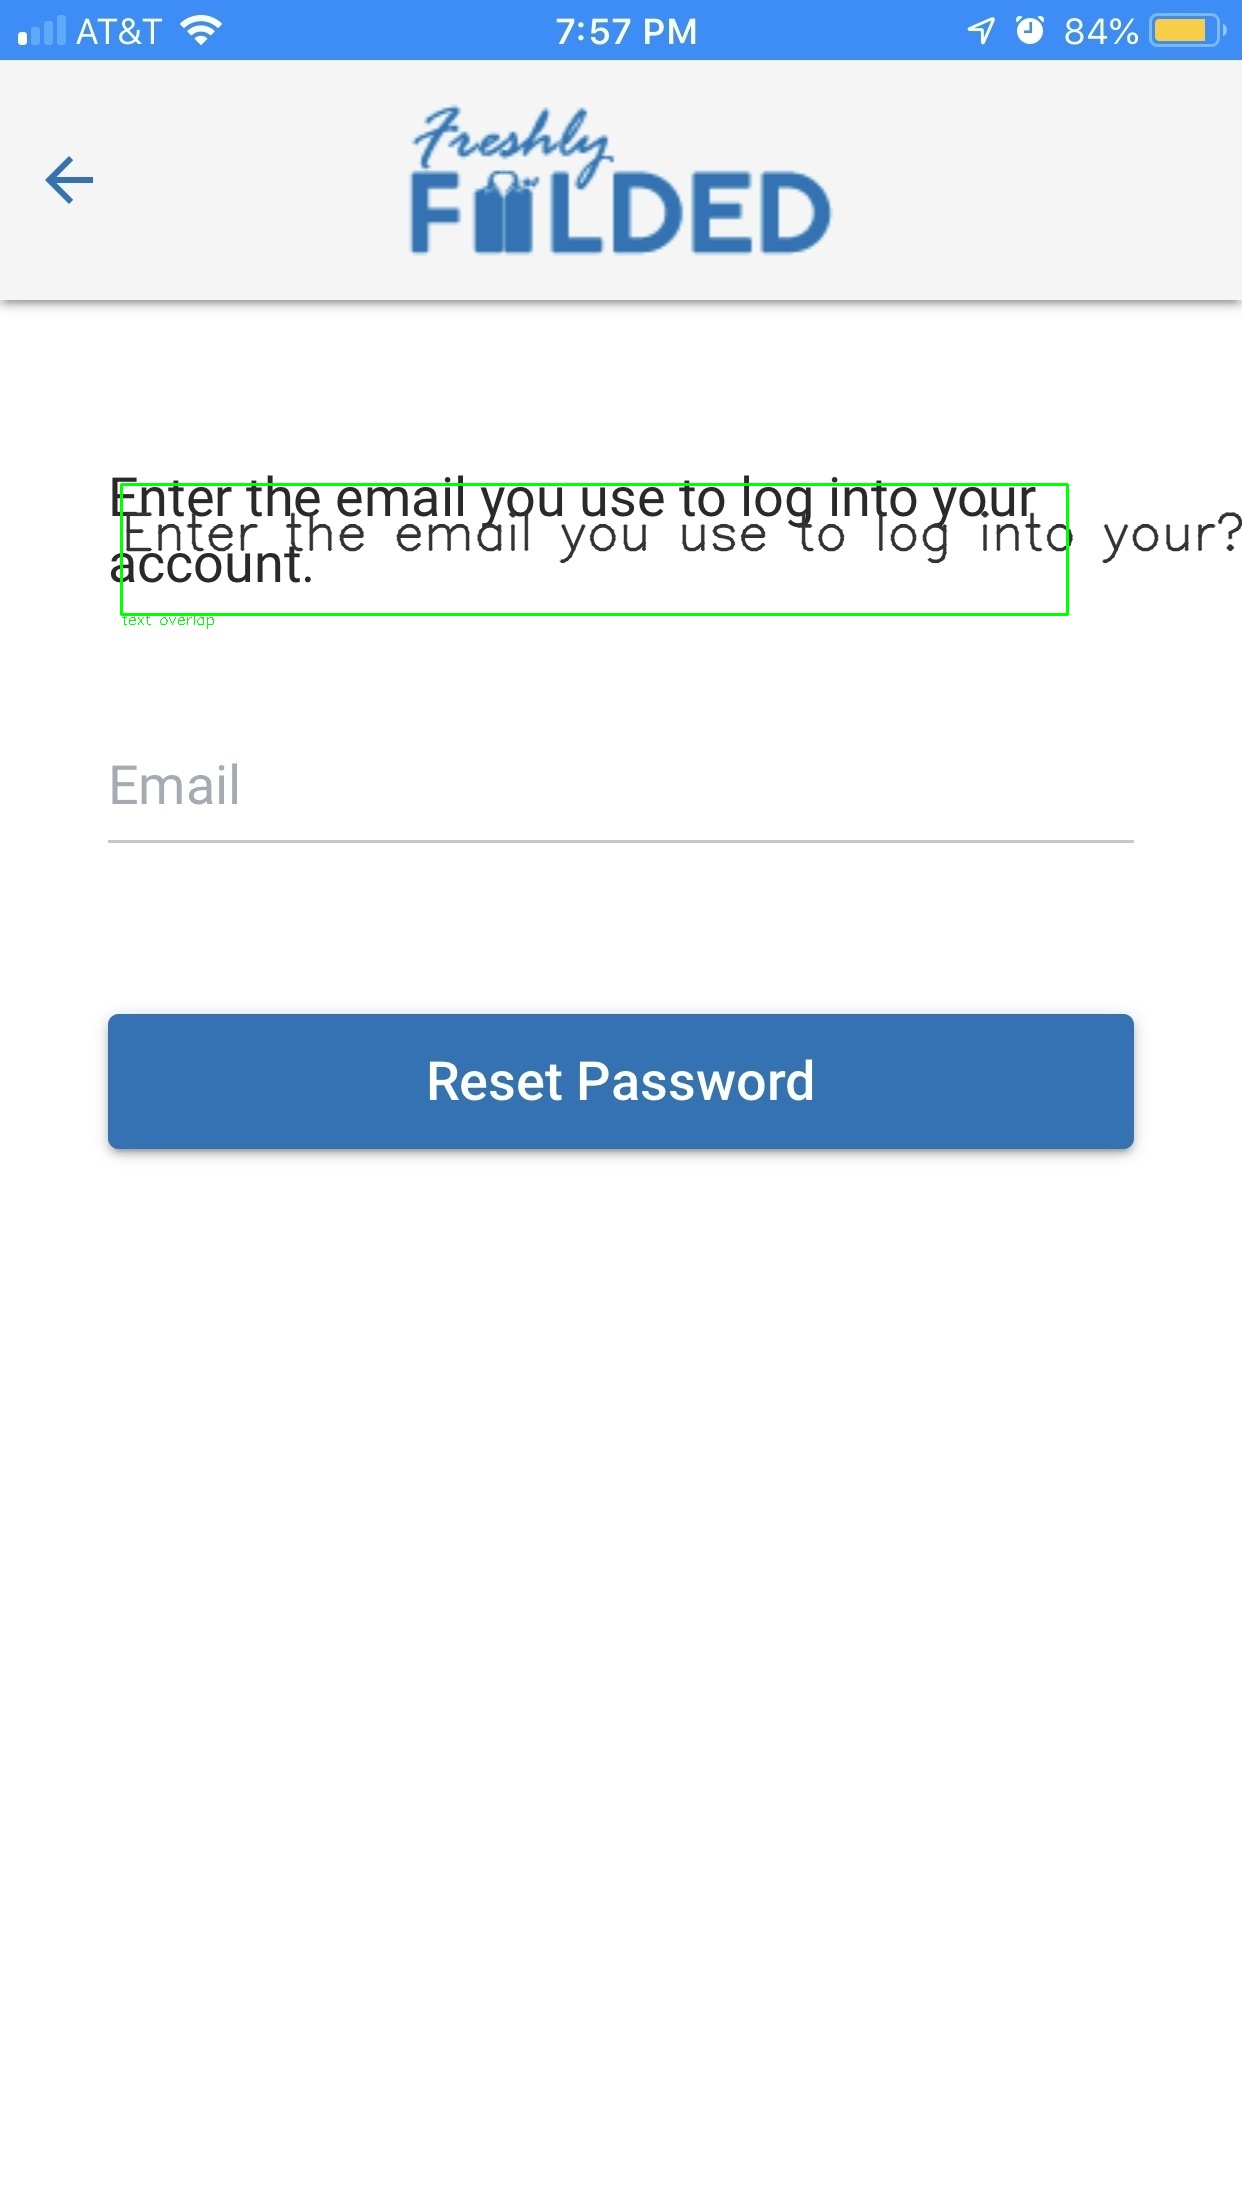 AT&T 7:57 PM 84%
Freshly
FOLDED
Enter the email you use to log into your
Enter the email you use to log into your?
account.
text overlap
Email
Reset Password